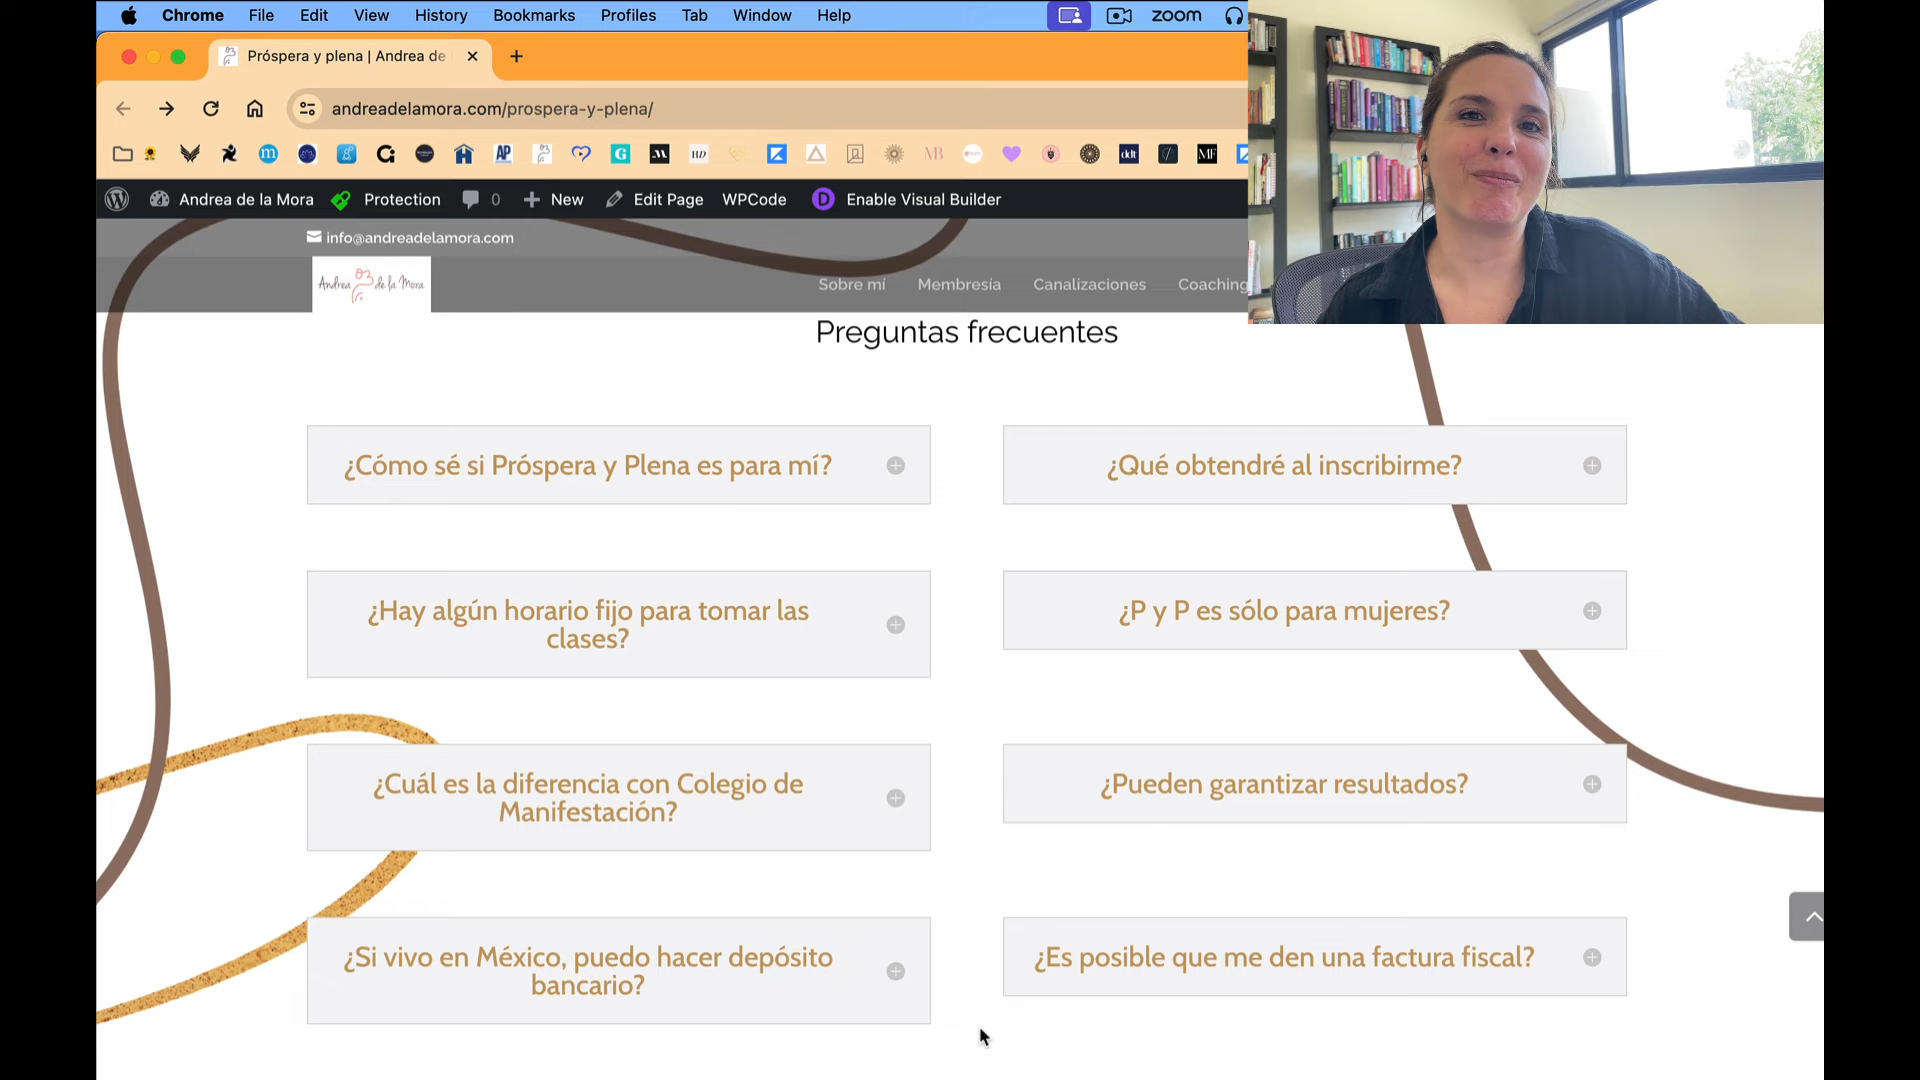 Chrome File Edit View History Bookmarks Profiles Tab Window Help zoom
Próspera y plena | Andrea de
andreadelamora.com/prospera-y-plena/
Andrea de la Mora Protection 0 New Edit Page WPCode D Enable Visual Builder
info@andreadelamora.com
Andrea de la Mora
Sobre mí Membresía Canalizaciones Coaching
Preguntas frecuentes
¿Cómo sé si Próspera y Plena es para mí?
¿Qué obtendré al inscribirme?
¿Hay algún horario fijo para tomar las
clases?
¿P y P es sólo para mujeres?
¿Cuál es la diferencia con Colegio de
Manifestación?
¿Pueden garantizar resultados?
¿Si vivo en México, puedo hacer depósito
bancario?
¿Es posible que me den una factura fiscal?